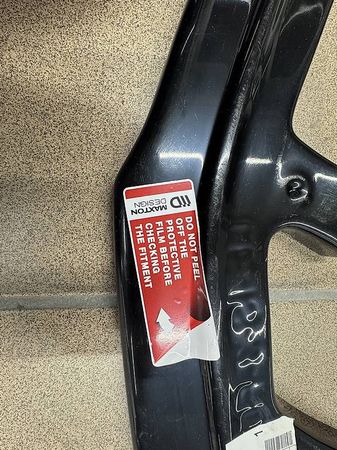 MAXTON
DESIGN
DO NOT PEEL
OFF THE
PROTECTIVE
FILM BEFORE
CHECKING
THE FITMENT